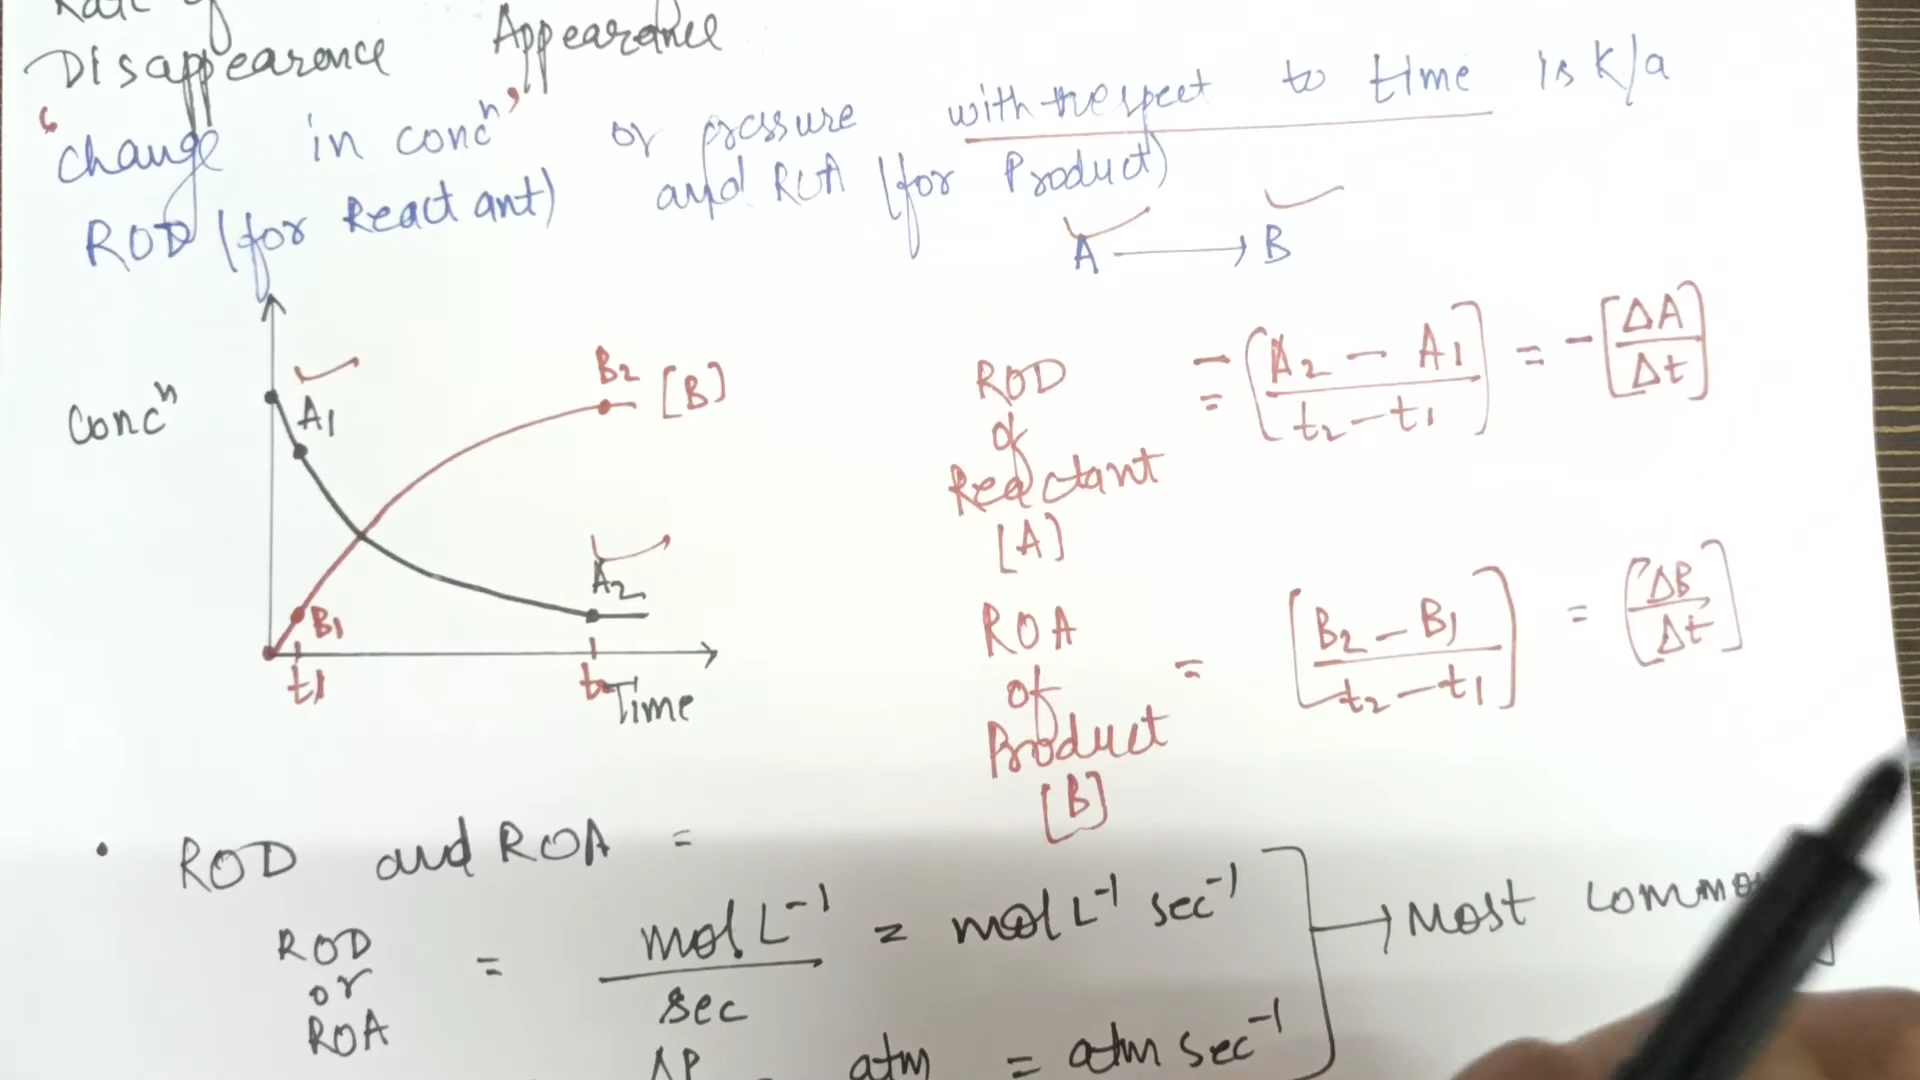 Rate of
Disappearance Appearance
"change in concⁿ" or pressure with respect to time is k/a
ROD (for Reactant) and ROA (for Product)
A ⟶ B
Concⁿ
A₁
B₂ [B]
A₂
B₁
t₁
Time
ROD
of
Reactant
[A]
= -[A₂ - A₁ / t₂ - t₁] = -[ΔA / Δt]
ROA
of
Product
[B]
= [B₂ - B₁ / t₂ - t₁] = [ΔB / Δt]
• ROD and ROA =
ROD
or
ROA
= mol L⁻¹ / sec = mol L⁻¹ sec⁻¹
ΔP atm = atm sec⁻¹
→ Most